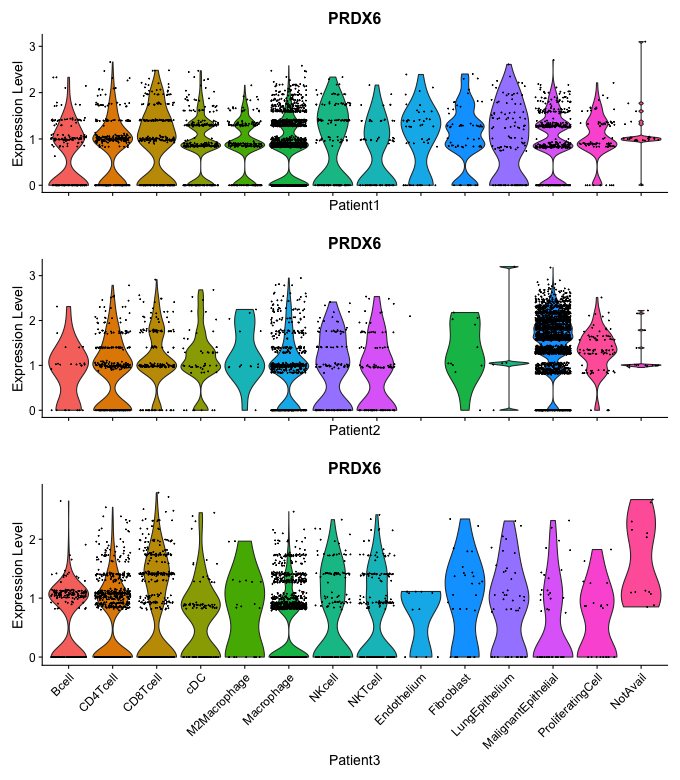 PRDX6
Expression Level
3
2
1
0
Patient1
PRDX6
Expression Level
3
2
1
0
Patient2
PRDX6
Expression Level
2
1
0
Bcell
CD4Tcell
CD8Tcell
cDC
M2Macrophage
Macrophage
NKcell
NKTcell
Endothelium
Fibroblast
LungEpithelium
MalignantEpithelial
ProliferatingCell
NotAvail
Patient3